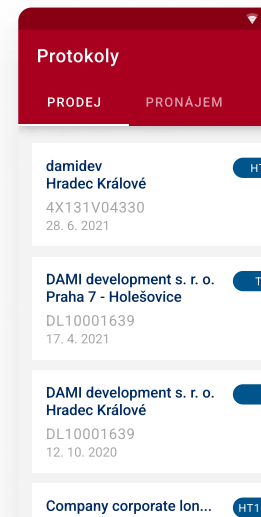 Protokoly
PRODEJ PRONÁJEM
damidev
Hradec Králové
4X131V04330
28. 6. 2021
DAMI development s. r. o.
Praha 7 - Holešovice
DL10001639
17. 4. 2021
DAMI development s. r. o.
Hradec Králové
DL10001639
12. 10. 2020
Company corporate lon...